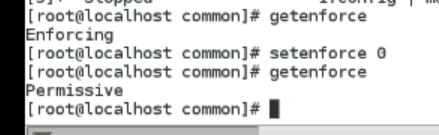 Stopped
[root@localhost common]# getenforce
Enforcing
[root@localhost common]# setenforce 0
[root@localhost common]# getenforce
Permissive
[root@localhost common]#